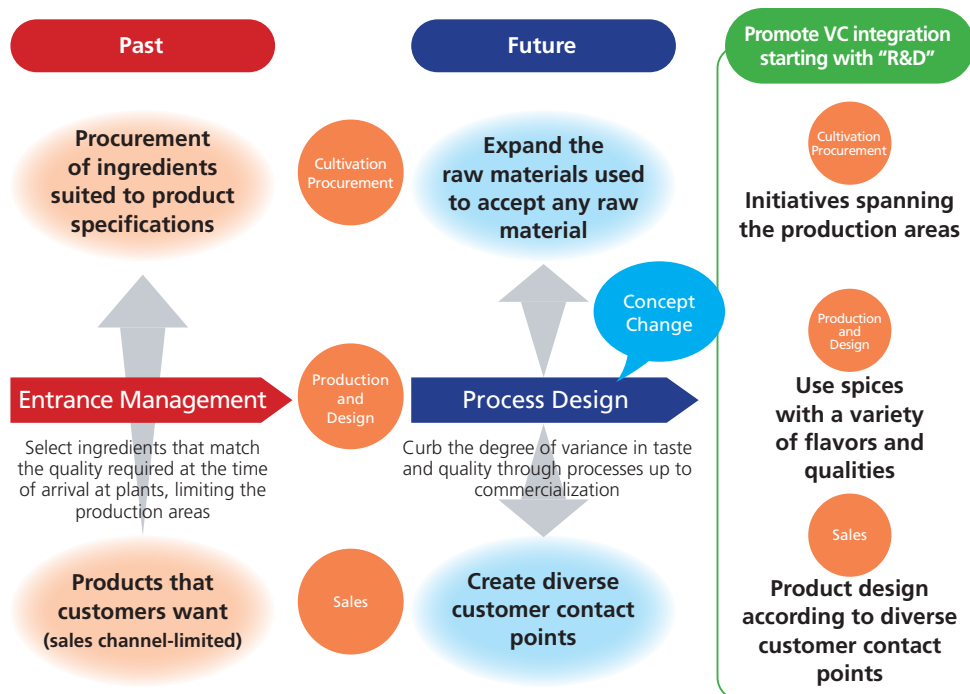 Past
Future
Promote VC integration
starting with “R&D”
Procurement
of ingredients
suited to product
specifications
Cultivation
Procurement
Expand the
raw materials used
to accept any raw
material
Cultivation
Procurement
Initiatives spanning
the production areas
Concept
Change
Entrance Management
Production
and
Design
Process Design
Production
and
Design
Use spices
with a variety
of flavors and
qualities
Select ingredients that match
the quality required at the time
of arrival at plants, limiting the
production areas
Curb the degree of variance in taste
and quality through processes up to
commercialization
Products that
customers want
(sales channel-limited)
Sales
Create diverse
customer contact
points
Sales
Product design
according to diverse
customer contact
points